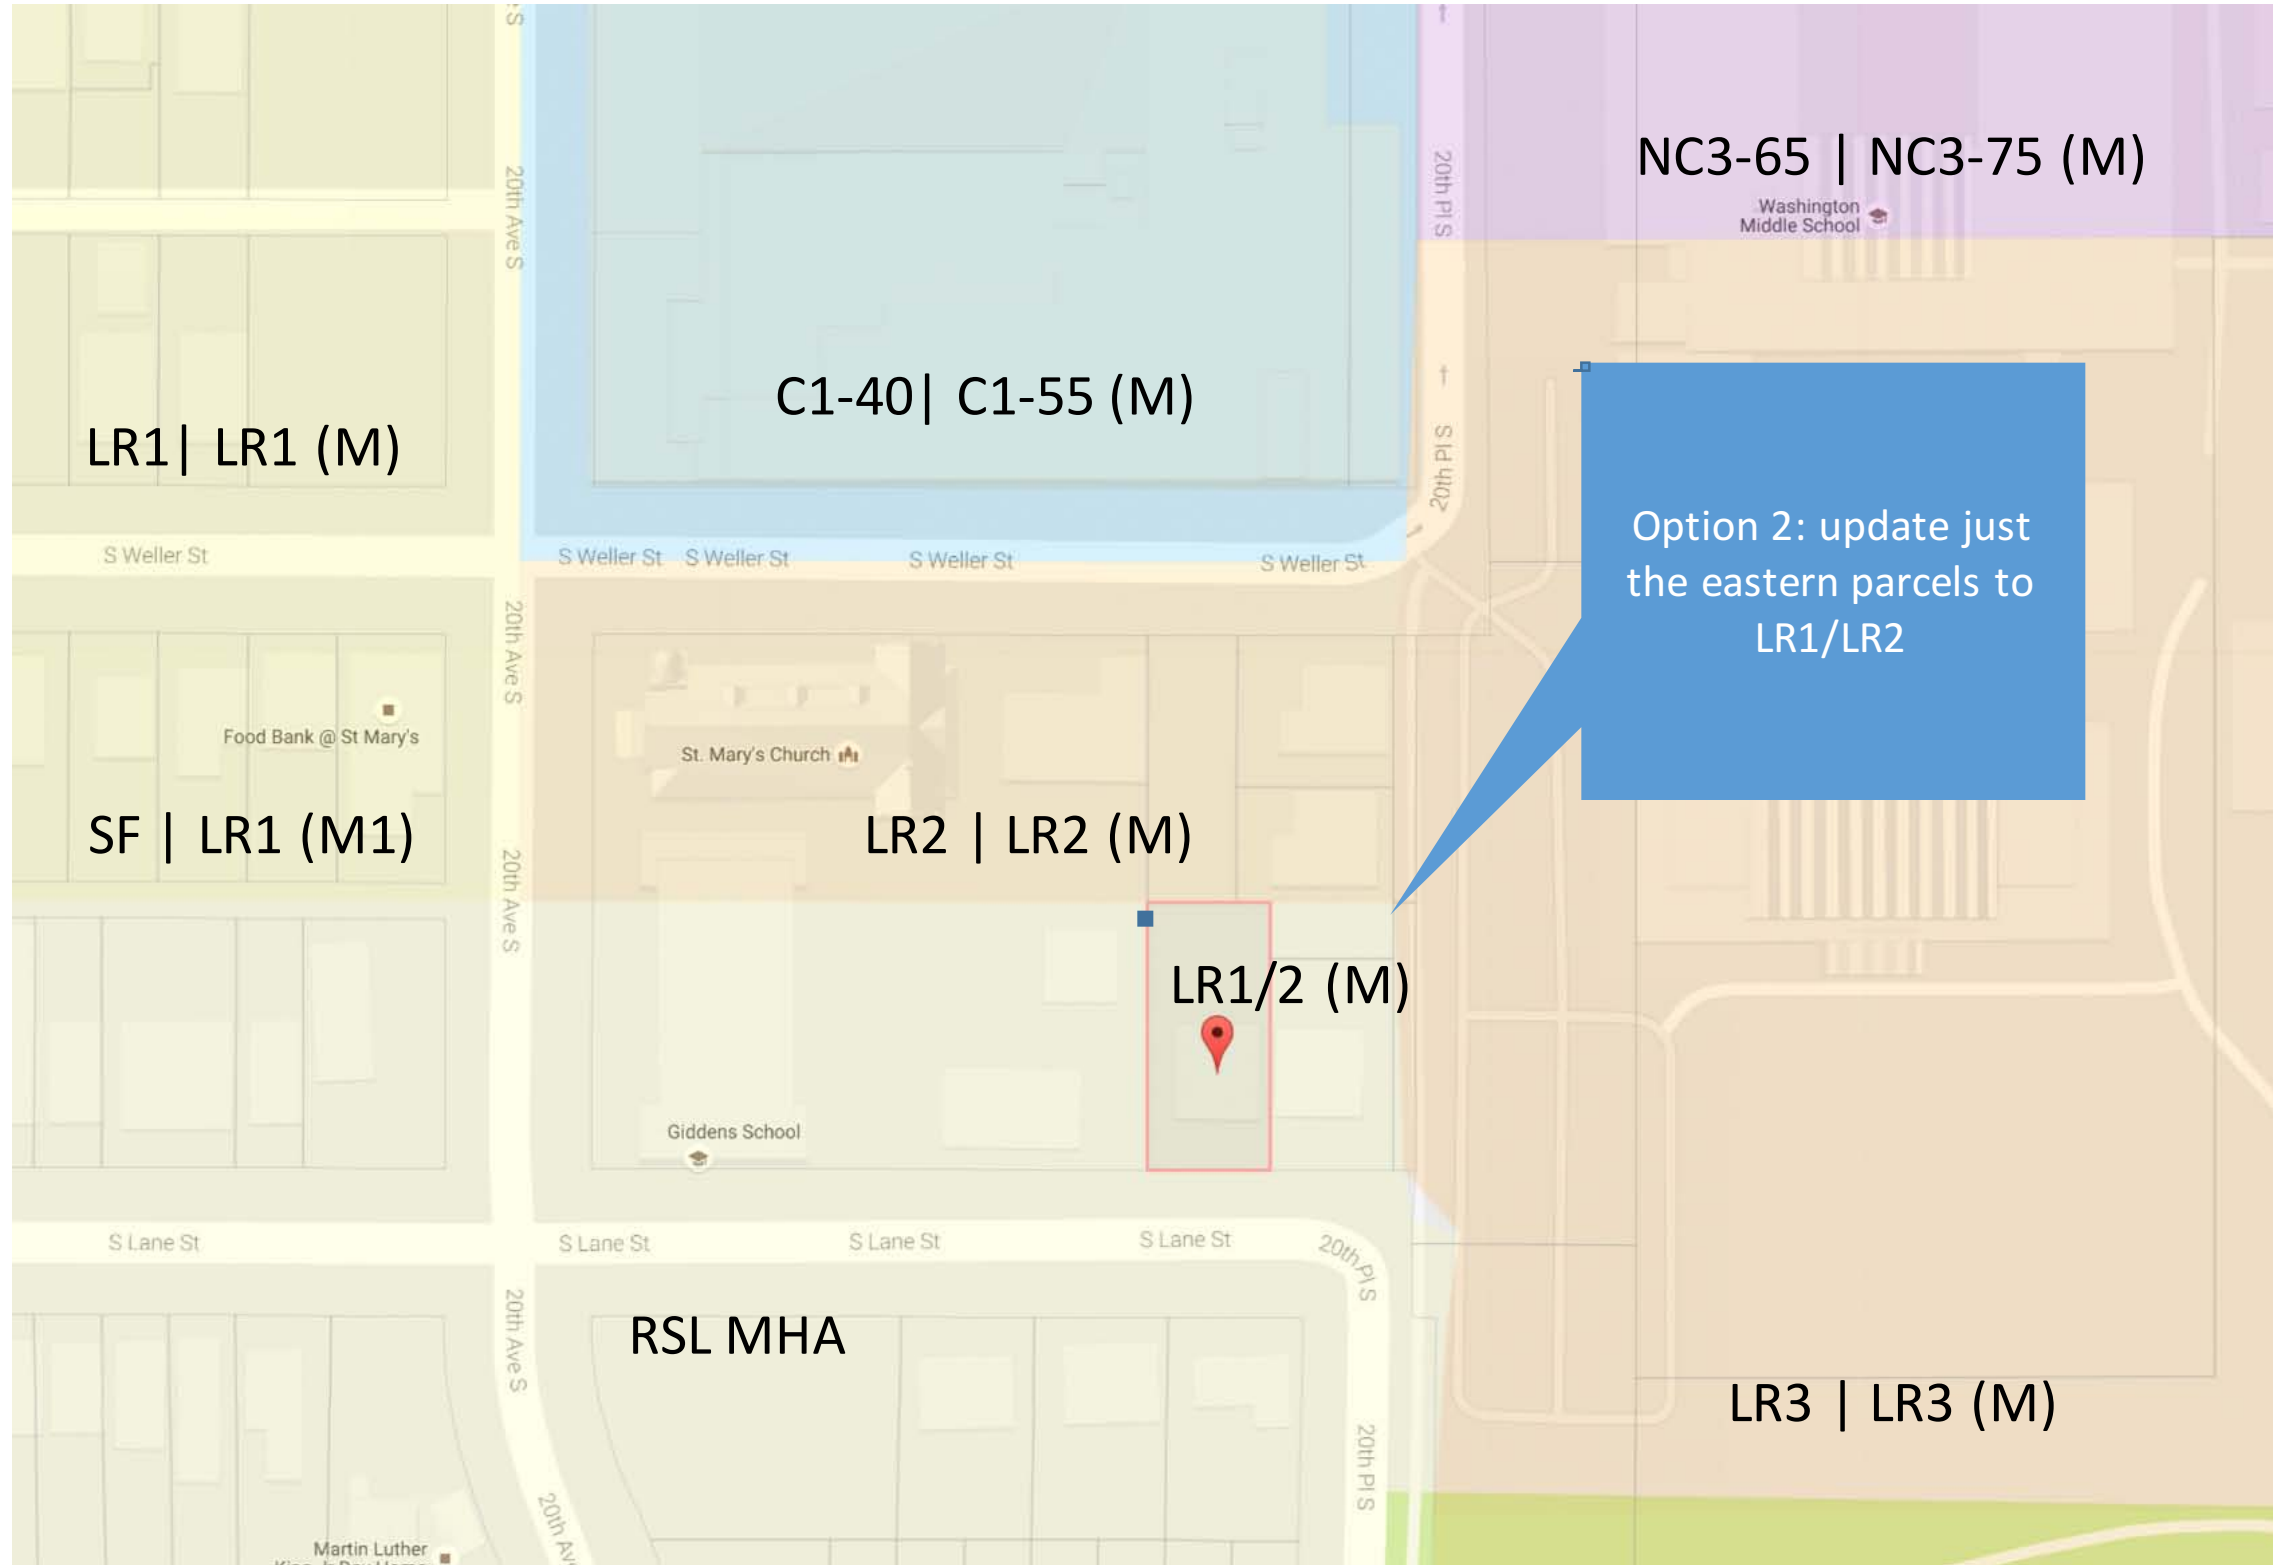 S
20th Ave S
20th Pl S
NC3-65 | NC3-75 (M)
Washington
Middle School
C1-40| C1-55 (M)
LR1| LR1 (M)
20th Pl S
S Weller St
S Weller St
S Weller St
S Weller St
S Weller St
Option 2: update just
the eastern parcels to
LR1/LR2
20th Ave S
Food Bank @ St Mary's
St. Mary's Church
SF | LR1 (M1)
LR2 | LR2 (M)
20th Ave S
LR1/2 (M)
Giddens School
S Lane St
S Lane St
S Lane St
S Lane St
20th Pl S
20th Ave S
RSL MHA
LR3 | LR3 (M)
20th Pl S
20th Av
Martin Luther